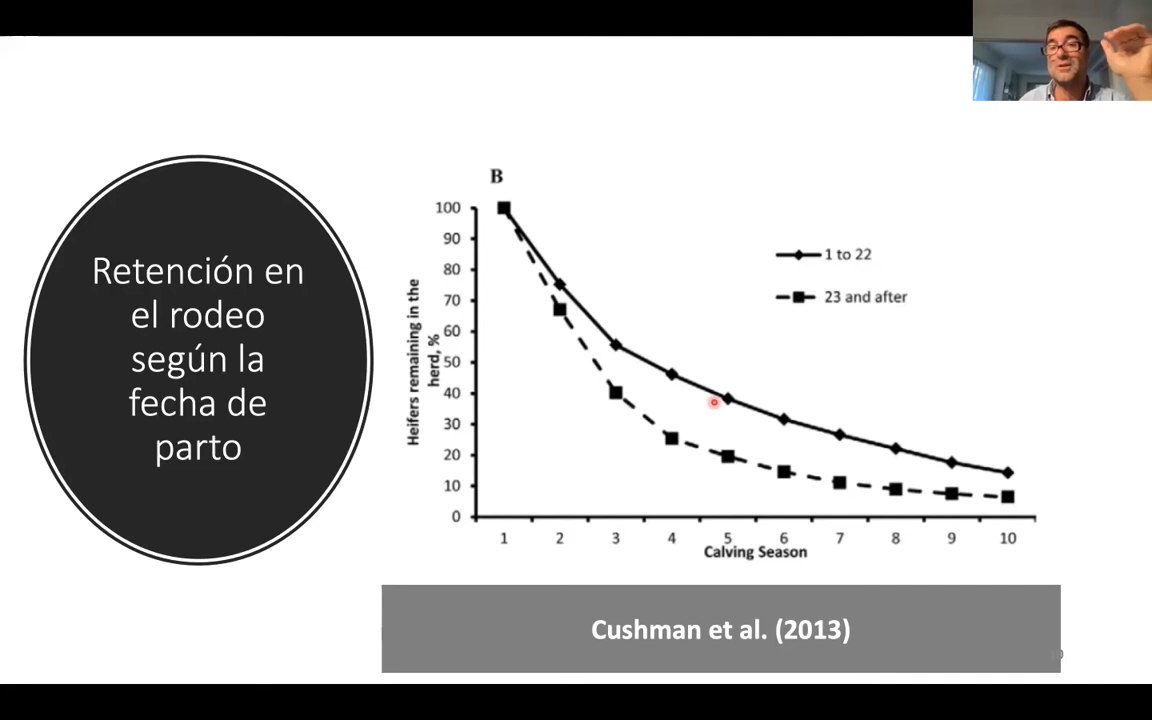 Retención en
el rodeo
según la
fecha de
parto
B
Heifers remaining in the
herd, %
100
90
80
70
60
50
40
30
20
10
0
1 to 22
23 and after
1 2 3 4 5 6 7 8 9 10
Calving Season
Cushman et al. (2013)